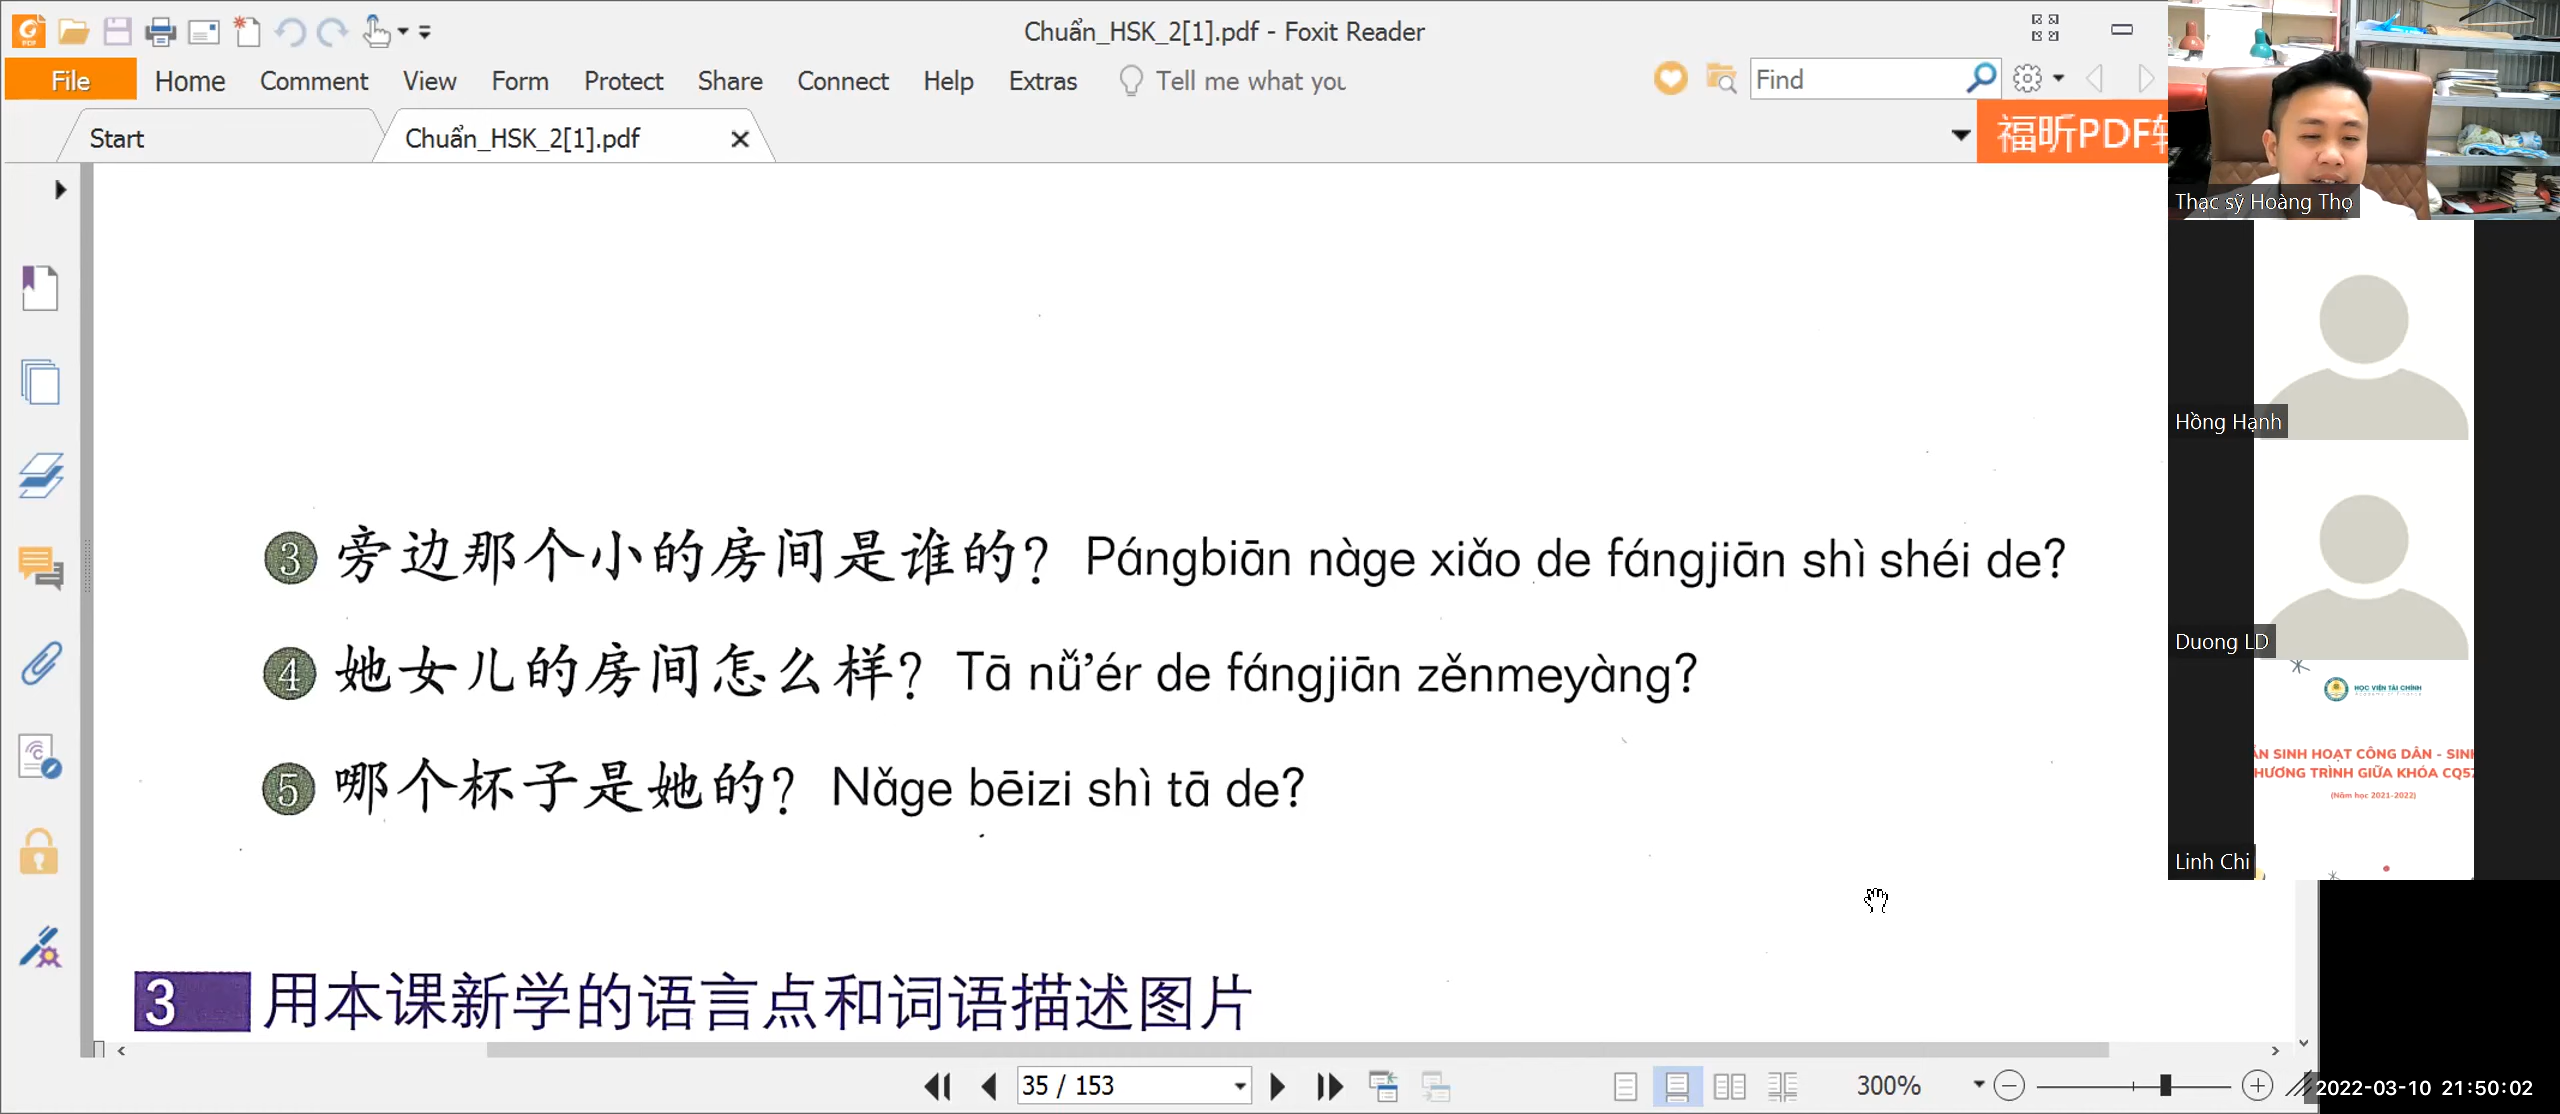 Chuẩn_HSK_2[1].pdf - Foxit Reader
File Home Comment View Form Protect Share Connect Help Extras Tell me what you Find
Start Chuẩn_HSK_2[1].pdf
福昕PDF
Thạc sỹ Hoàng Thọ
Hồng Hạnh
③ 旁边那个小的房间是谁的？ Pángbiān nàge xiǎo de fángjiān shì shéi de?
④ 她女儿的房间怎么样？ Tā nǚ’ér de fángjiān zěnmeyàng?
⑤ 哪个杯子是她的？ Nǎge bēizi shì tā de?
3 用本课新学的语言点和词语描述图片
Duong LD
HỌC VIỆN TÀI CHÍNH
SINH HOẠT CÔNG DÂN - SINH
HƯƠNG TRÌNH GIỮA KHÓA CQ57
(Năm học 2021-2022)
Linh Chi
35 / 153
300%
2022-03-10 21:50:02